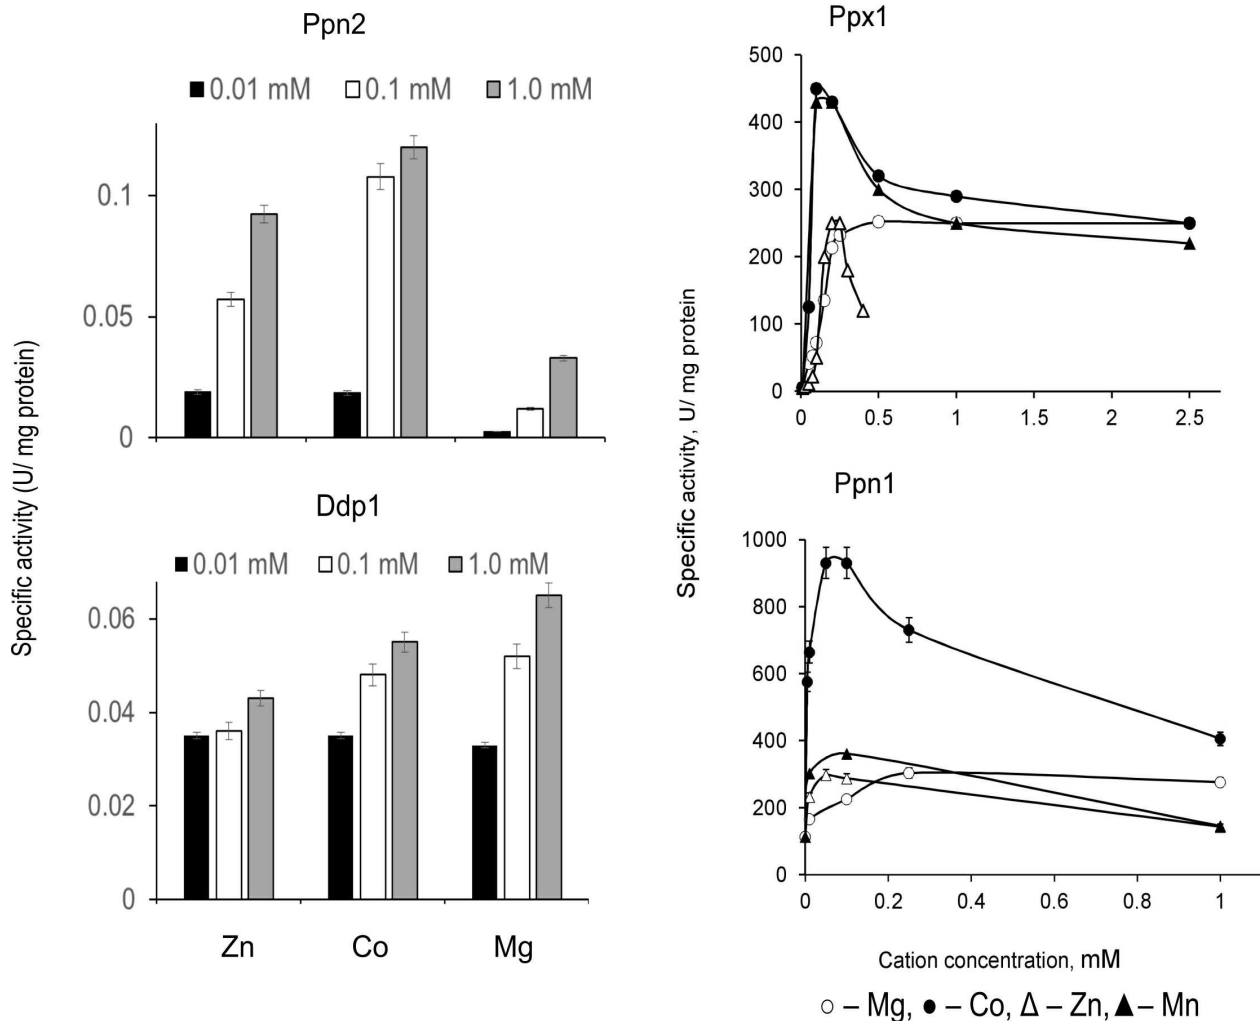 Ppn2
0.01 mM 0.1 mM 1.0 mM
0.1
0.05
0
Specific activity (U/ mg protein)
Ddp1
0.01 mM 0.1 mM 1.0 mM
0.06
0.04
0.02
0
Zn Co Mg
Ppx1
500
400
300
200
100
0
0 0.5 1 1.5 2 2.5
Specific activity, U/ mg protein
Ppn1
1000
800
600
400
200
0
0 0.2 0.4 0.6 0.8 1
Cation concentration, mM
○ – Mg, ● – Co, Δ – Zn, ▲ – Mn